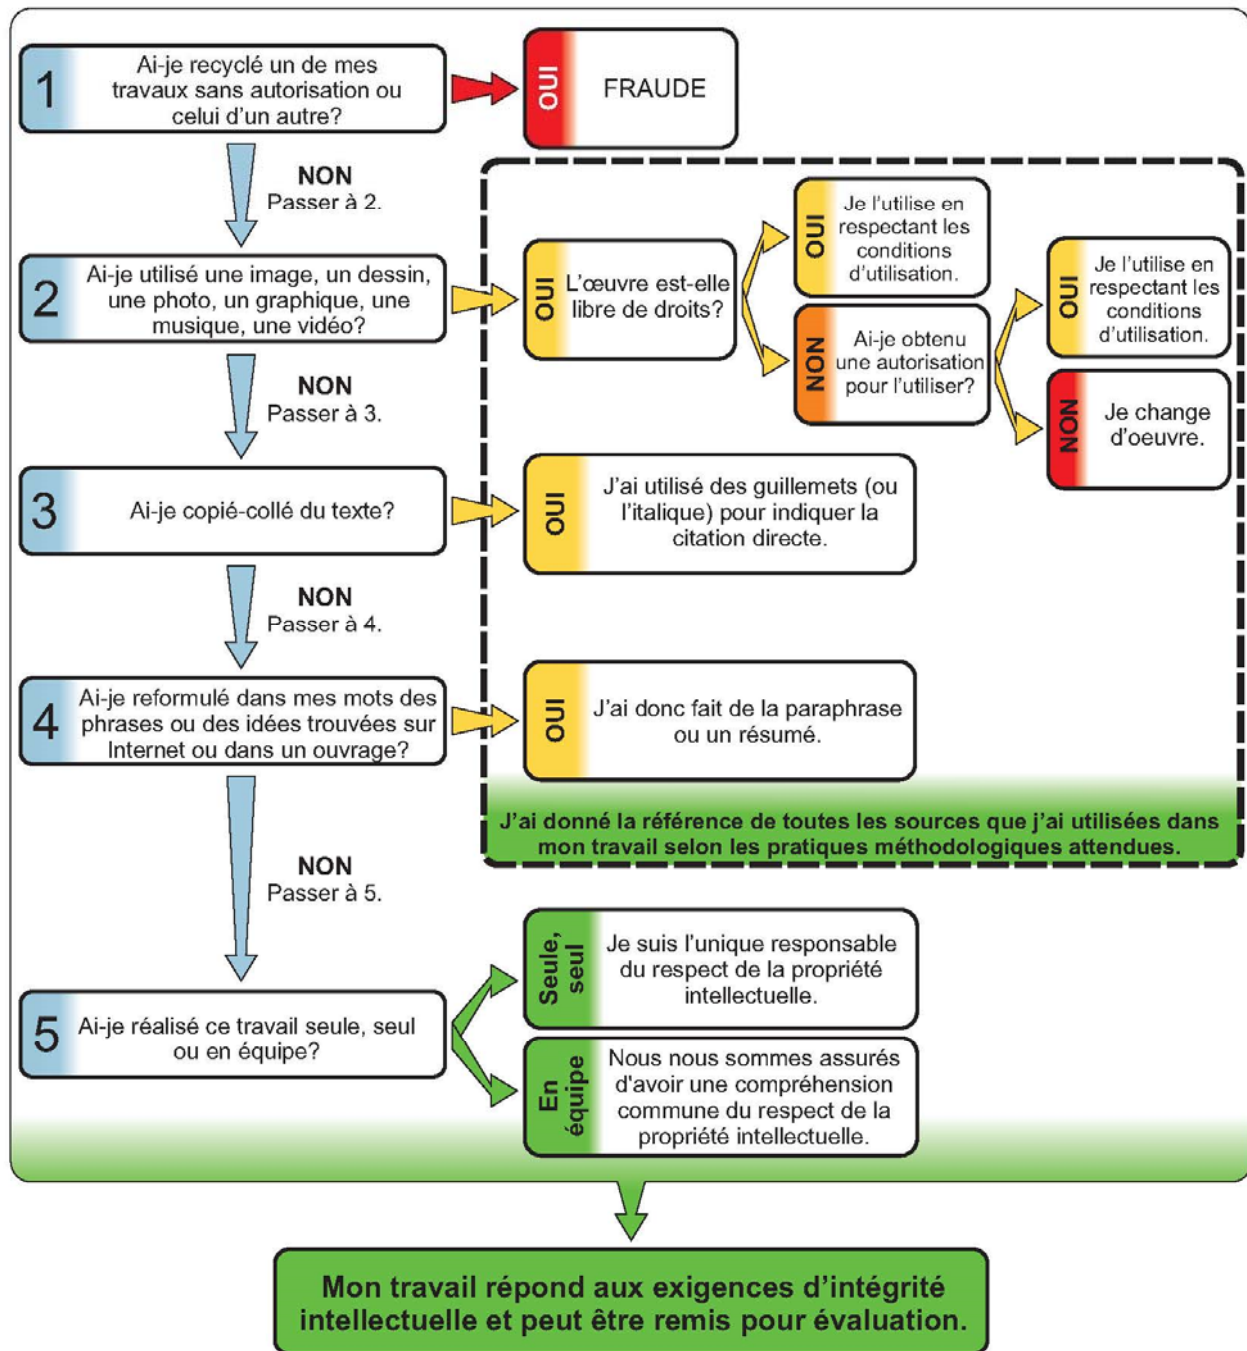 1
Ai-je recyclé un de mes
travaux sans autorisation ou
celui d'un autre?
OUI
FRAUDE
NON
Passer à 2.
2
Ai-je utilisé une image, un dessin,
une photo, un graphique, une
musique, une vidéo?
OUI
L'œuvre est-elle
libre de droits?
OUI
Je l'utilise en
respectant les
conditions
d'utilisation.
NON
Ai-je obtenu
une autorisation
pour l'utiliser?
OUI
Je l'utilise en
respectant les
conditions
d'utilisation.
NON
Je change
d'oeuvre.
NON
Passer à 3.
3
Ai-je copié-collé du texte?
OUI
J'ai utilisé des guillemets (ou
l'italique) pour indiquer la
citation directe.
NON
Passer à 4.
4
Ai-je reformulé dans mes mots des
phrases ou des idées trouvées sur
Internet ou dans un ouvrage?
OUI
J'ai donc fait de la paraphrase
ou un résumé.
J'ai donné la référence de toutes les sources que j'ai utilisées dans
mon travail selon les pratiques méthodologiques attendues.
NON
Passer à 5.
5
Ai-je réalisé ce travail seule, seul
ou en équipe?
Seule,
seul
Je suis l'unique responsable
du respect de la propriété
intellectuelle.
En
équipe
Nous nous sommes assurés
d'avoir une compréhension
commune du respect de la
propriété intellectuelle.
Mon travail répond aux exigences d'intégrité
intellectuelle et peut être remis pour évaluation.